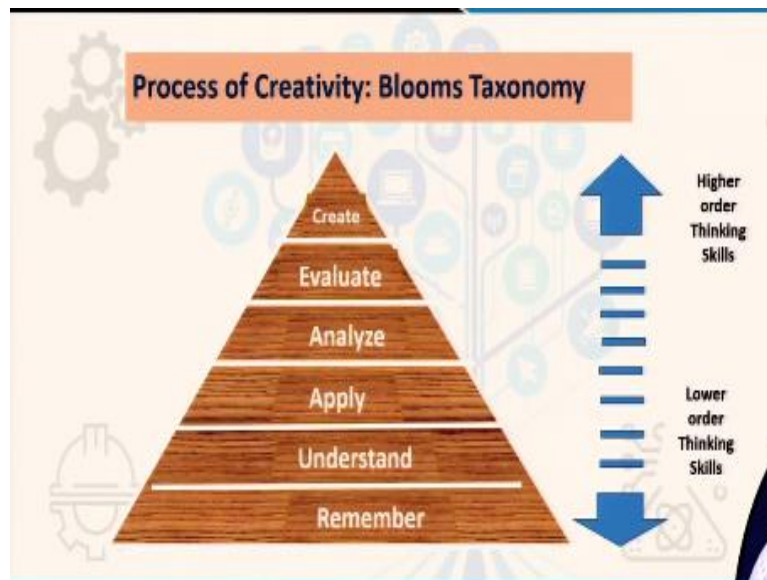 Process of Creativity: Blooms Taxonomy
Create
Evaluate
Analyze
Apply
Understand
Remember
Higher
order
Thinking
Skills
Lower
order
Thinking
Skills